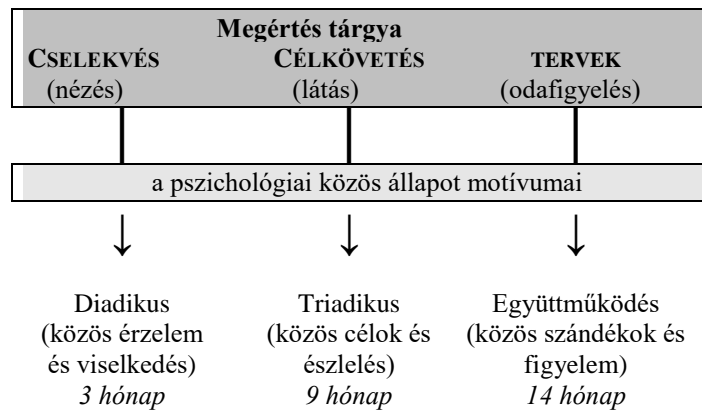 Megértés tárgya
CSELEKVÉS CÉLKÖVETÉS TERVEK
(nézés) (látás) (odafigyelés)
a pszichológiai közös állapot motívumai
Diadikus Triadikus Együttműködés
(közös érzelem (közös célok és (közös szándékok és
és viselkedés) észlelés) figyelem)
3 hónap 9 hónap 14 hónap